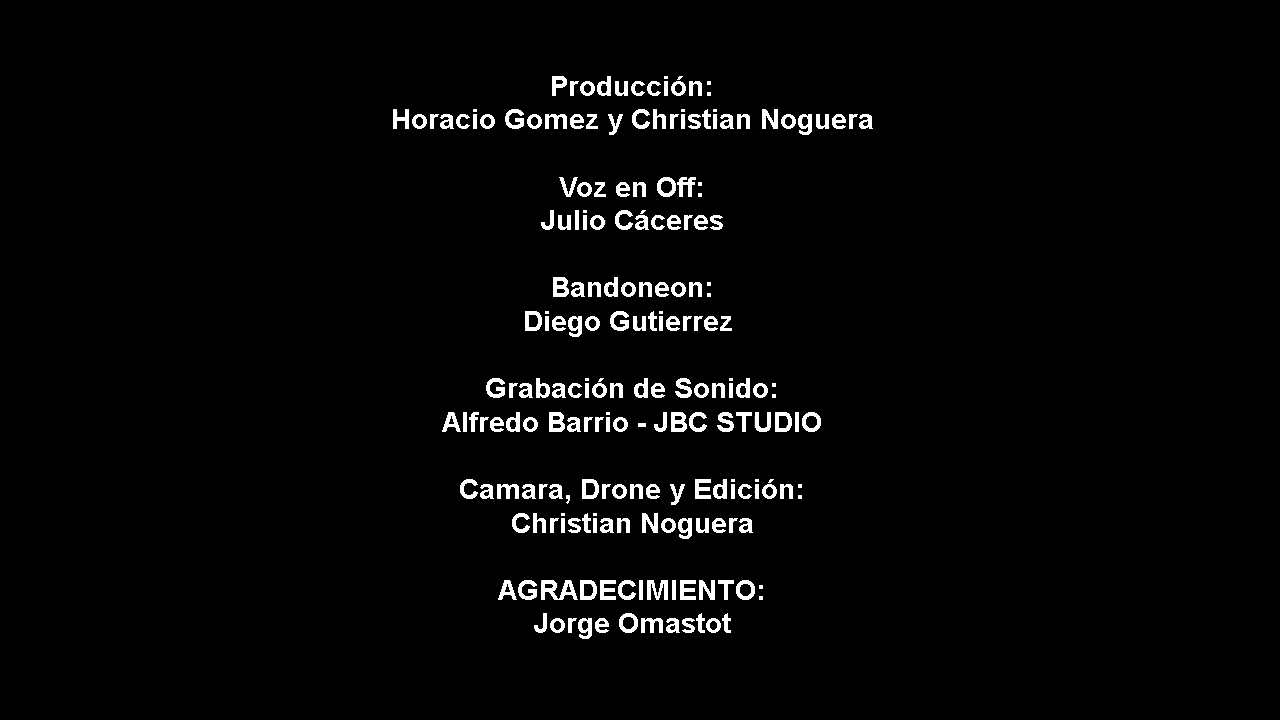 Producción:
Horacio Gomez y Christian Noguera
Voz en Off:
Julio Cáceres
Bandoneon:
Diego Gutierrez
Grabación de Sonido:
Alfredo Barrio - JBC STUDIO
Camara, Drone y Edición:
Christian Noguera
AGRADECIMIENTO:
Jorge Omastot